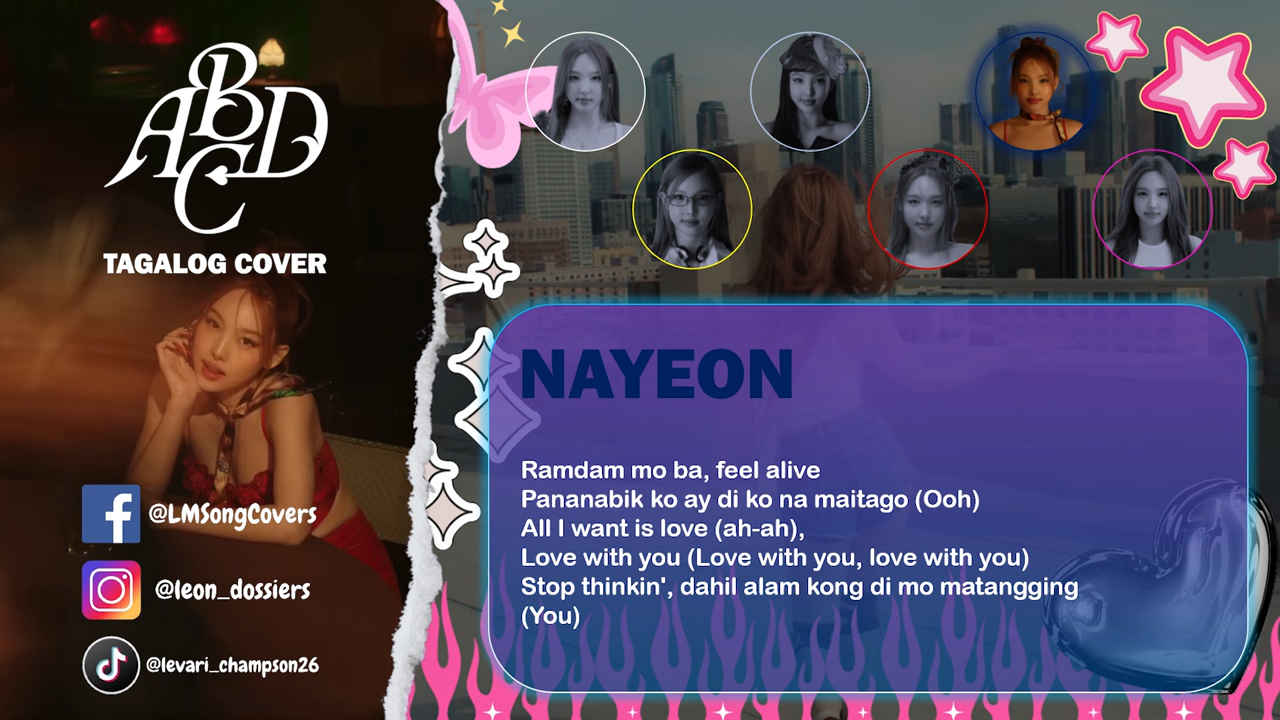 ABCD
TAGALOG COVER
@LMSongCovers
@leon_dossiers
@levari_champson26
NAYEON
Ramdam mo ba, feel alive
Pananabik ko ay di ko na maitago (Ooh)
All I want is love (ah-ah),
Love with you (Love with you, love with you)
Stop thinkin', dahil alam kong di mo matangging
(You)